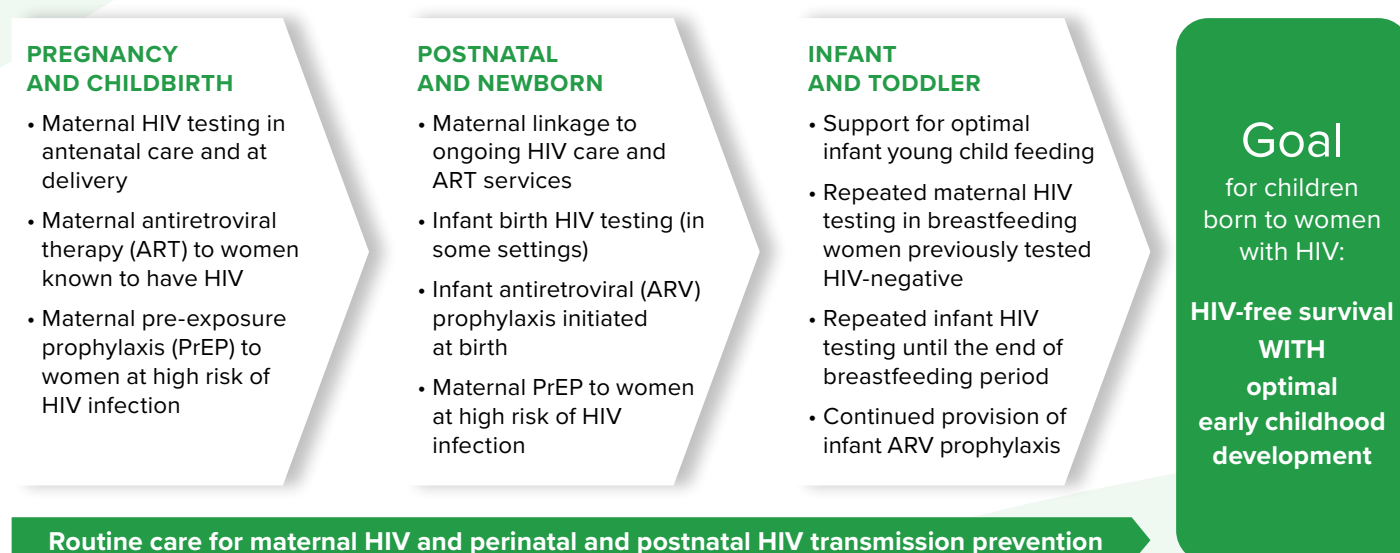 PREGNANCY
AND CHILDBIRTH
• Maternal HIV testing in
antenatal care and at
delivery
• Maternal antiretroviral
therapy (ART) to women
known to have HIV
• Maternal pre-exposure
prophylaxis (PrEP) to
women at high risk of
HIV infection
POSTNATAL
AND NEWBORN
• Maternal linkage to
ongoing HIV care and
ART services
• Infant birth HIV testing (in
some settings)
• Infant antiretroviral (ARV)
prophylaxis initiated
at birth
• Maternal PrEP to women
at high risk of HIV
infection
INFANT
AND TODDLER
• Support for optimal
infant young child feeding
• Repeated maternal HIV
testing in breastfeeding
women previously tested
HIV-negative
• Repeated infant HIV
testing until the end of
breastfeeding period
• Continued provision of
infant ARV prophylaxis
Goal
for children
born to women
with HIV:
HIV-free survival
WITH
optimal
early childhood
development
Routine care for maternal HIV and perinatal and postnatal HIV transmission prevention